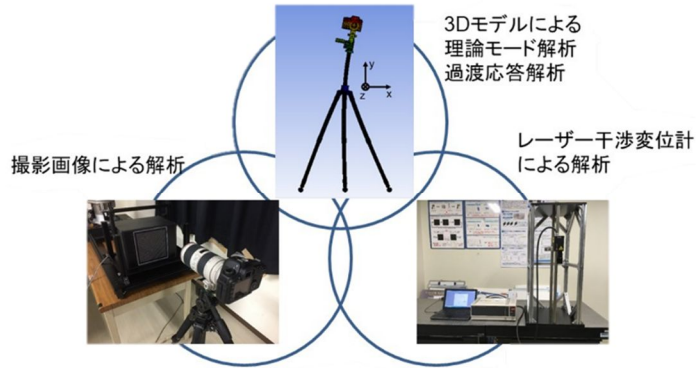 3Dモデルによる
理論モード解析
過渡応答解析
y
x
z
レーザー干渉変位計
による解析
撮影画像による解析